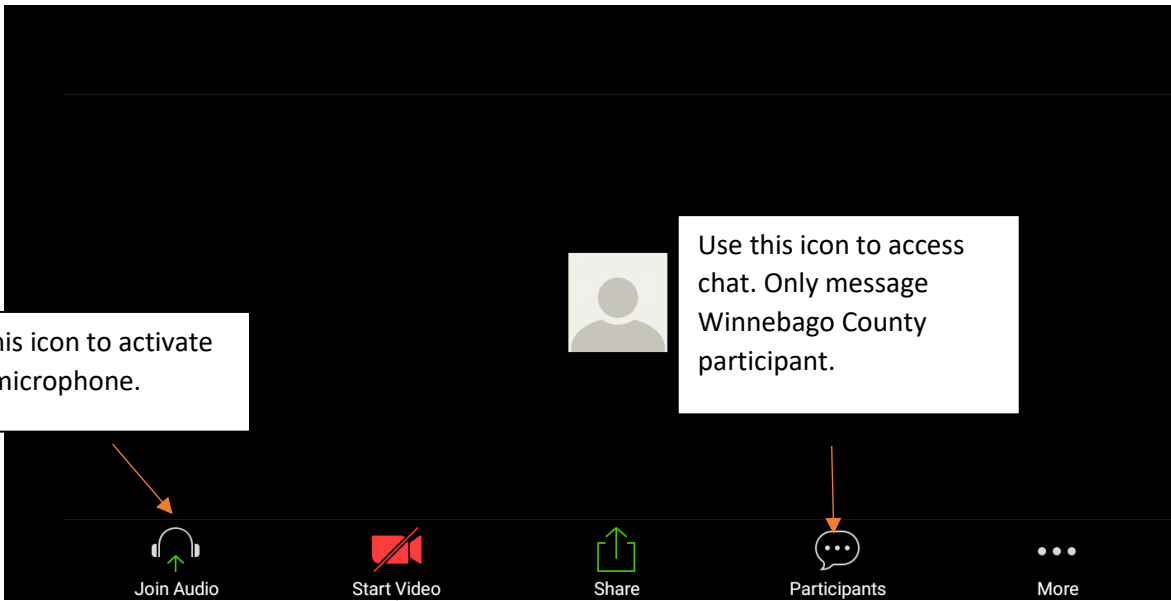 Use this icon to access
chat. Only message
Winnebago County
participant.
icon to activate
microphone.
Join Audio
Start Video
Share
Participants
More